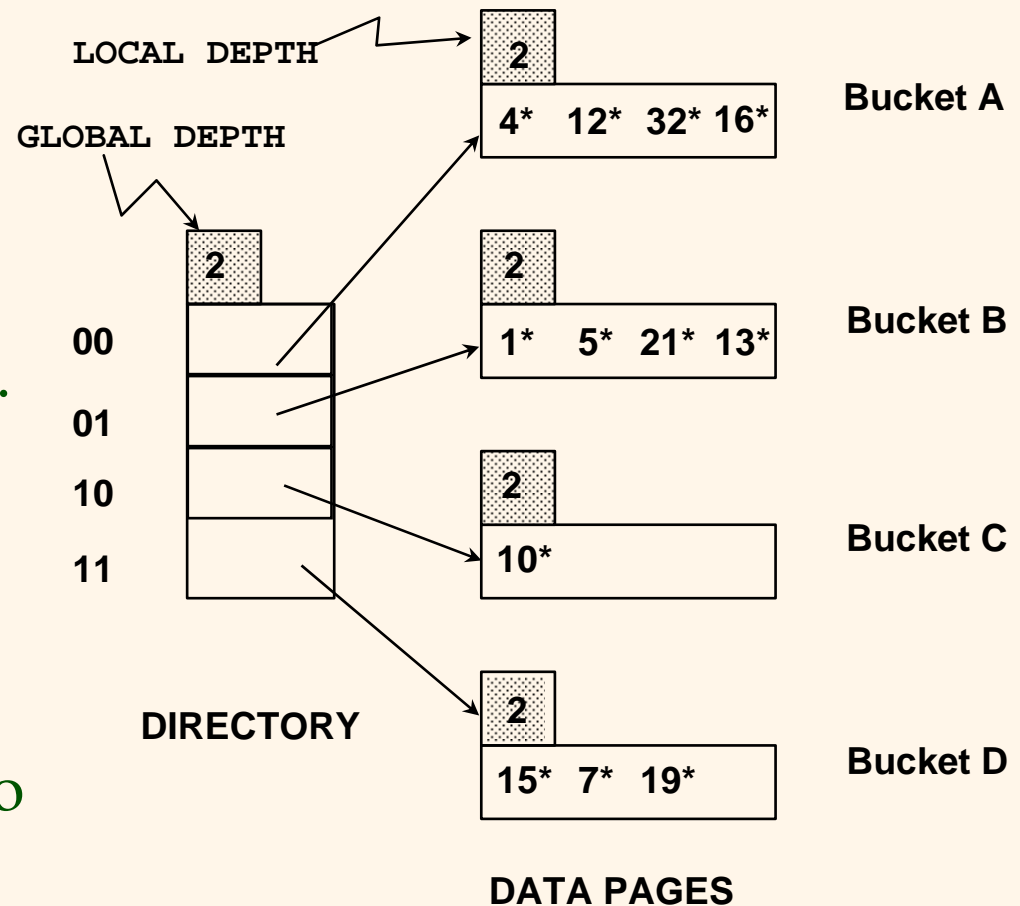 LOCAL DEPTH
2
4* 12* 32* 16*
Bucket A
GLOBAL DEPTH
2
2
1* 5* 21* 13*
Bucket B
00
.
01
10
11
2
10*
Bucket C
DIRECTORY
2
15* 7* 19*
Bucket D
o
DATA PAGES